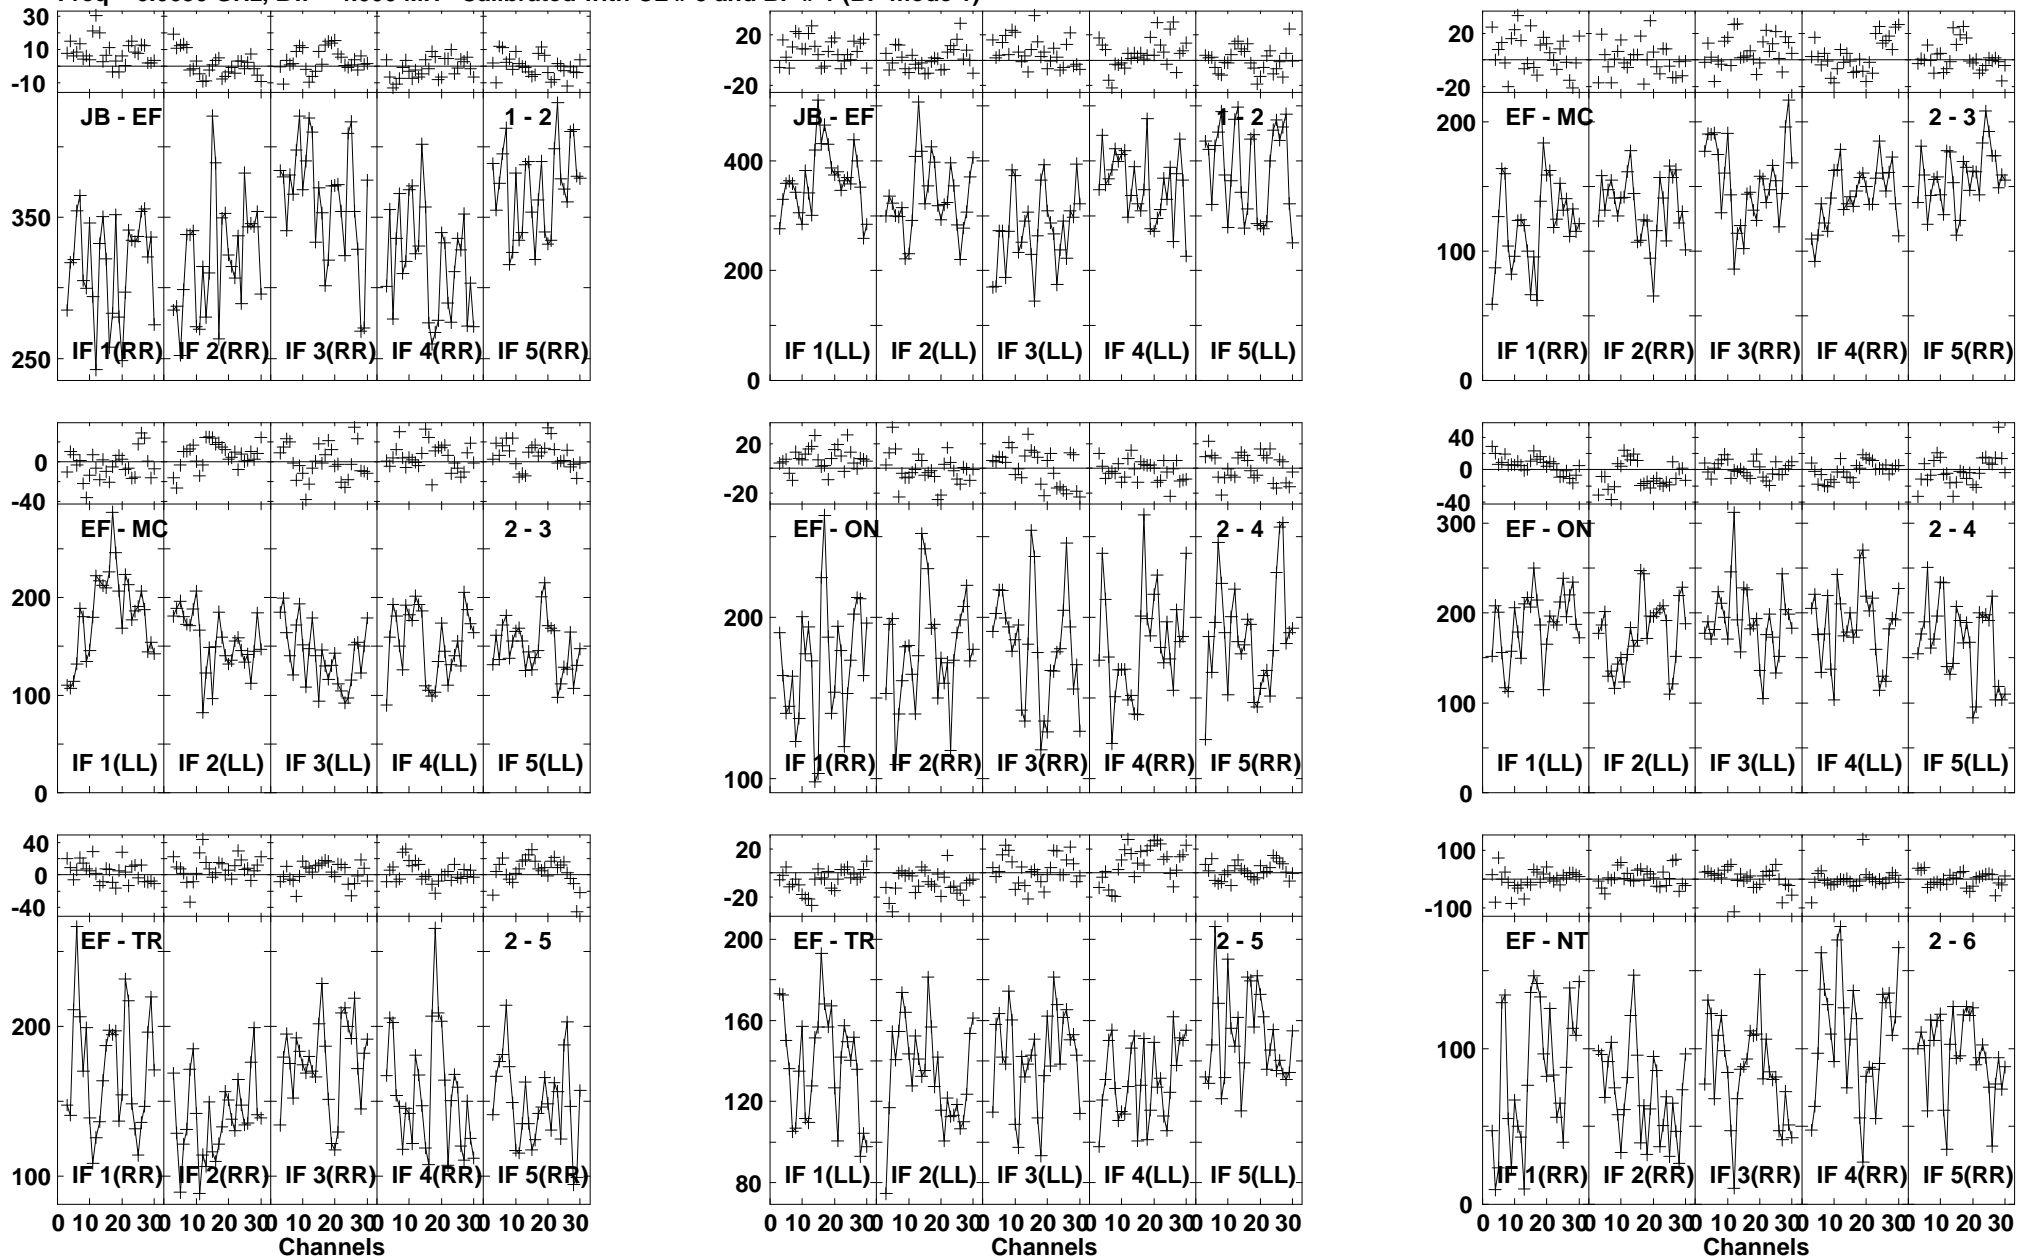 30 10 -10 JB - EF 1 - 2 350 250 IF 1(RR) IF 2(RR) IF 3(RR) IF 4(RR) IF 5(RR)
20 -20 JB - EF 1 - 2 400 200 0 IF 1(LL) IF 2(LL) IF 3(LL) IF 4(LL) IF 5(LL)
20 -20 EF - MC 2 - 3 200 100 0 IF 1(RR) IF 2(RR) IF 3(RR) IF 4(RR) IF 5(RR)
0 -40 EF - MC 2 - 3 200 100 0 IF 1(LL) IF 2(LL) IF 3(LL) IF 4(LL) IF 5(LL)
20 -20 EF - ON 2 - 4 200 100 IF 1(RR) IF 2(RR) IF 3(RR) IF 4(RR) IF 5(RR)
40 0 -40 EF - ON 2 - 4 300 200 100 0 IF 1(LL) IF 2(LL) IF 3(LL) IF 4(LL) IF 5(LL)
40 0 -40 EF - TR 2 - 5 200 100 IF 1(RR) IF 2(RR) IF 3(RR) IF 4(RR) IF 5(RR)
0 10 20 30 0 10 20 30 0 10 20 30 0 10 20 30 0 10 20 30
Channels
20 -20 EF - TR 2 - 5 200 160 120 80 IF 1(LL) IF 2(LL) IF 3(LL) IF 4(LL) IF 5(LL)
0 10 20 30 0 10 20 30 0 10 20 30 0 10 20 30 0 10 20 30
Channels
100 -100 EF - NT 2 - 6 100 0 IF 1(RR) IF 2(RR) IF 3(RR) IF 4(RR) IF 5(RR)
0 10 20 30 0 10 20 30 0 10 20 30 0 10 20 30 0 10 20 30
Channels